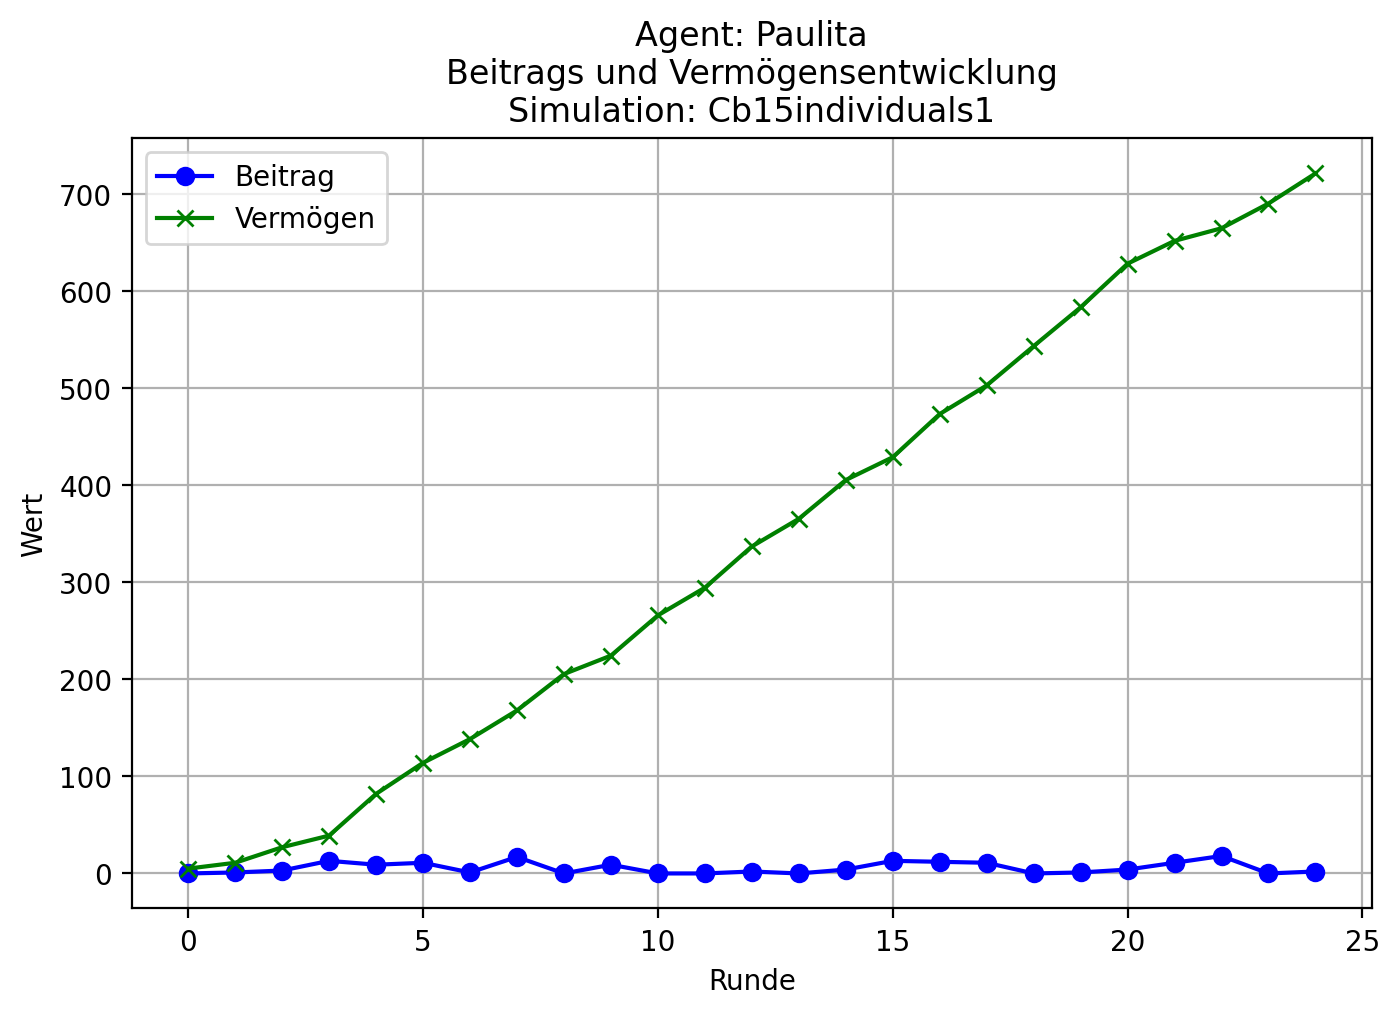 Agent: Paulita
Beitrags und Vermögensentwicklung
Simulation: Cb15individuals1
Beitrag
Vermögen
Wert
700
600
500
400
300
200
100
0
0 5 10 15 20 25
Runde